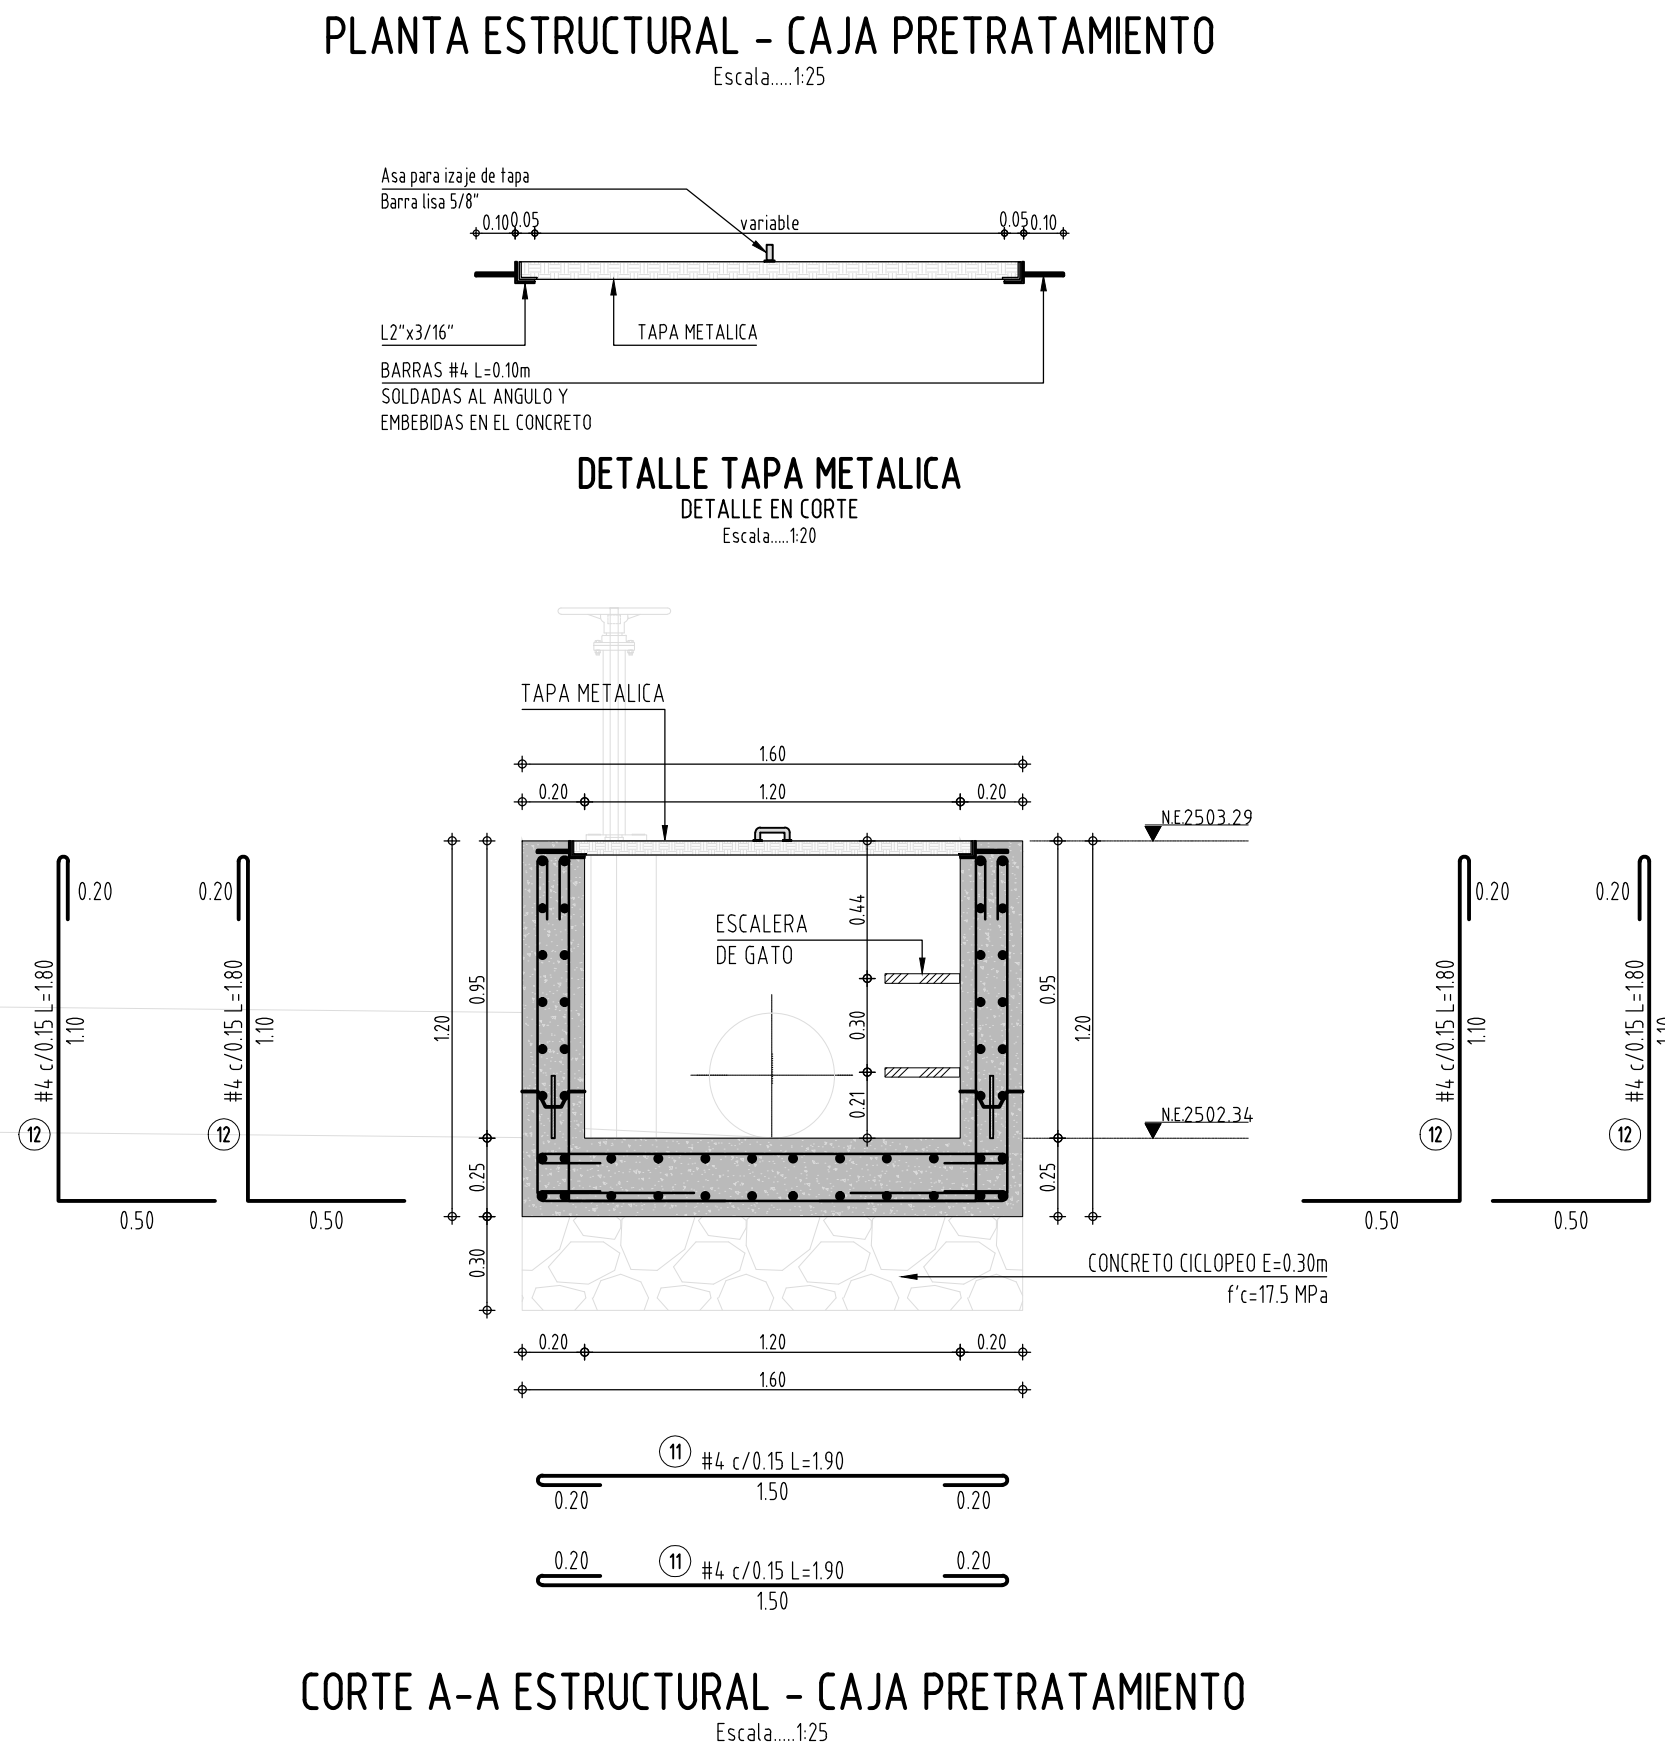 PLANTA ESTRUCTURAL - CAJA PRETRATAMIENTO
Escala.....1:25
Asa para izaje de tapa
Barra lisa 5/8"
0.10
0.05
variable
0.05
0.10
L2"x3/16"
TAPA METALICA
BARRAS #4 L=0.10m
SOLDADAS AL ANGULO Y
EMBEBIDAS EN EL CONCRETO
DETALLE TAPA METALICA
DETALLE EN CORTE
Escala.....1:20
TAPA METALICA
1.60
0.20
1.20
0.20
N.E.2503.29
0.20
0.20
0.20
0.20
0.44
ESCALERA
DE GATO
#4 c/0.15 L=1.80
1.10
#4 c/0.15 L=1.80
1.10
1.20
0.95
0.30
0.95
1.20
#4 c/0.15 L=1.80
1.10
#4 c/0.15 L=1.80
1.10
0.21
N.E.2502.34
12
12
12
12
0.25
0.25
0.50
0.50
0.50
0.50
0.30
CONCRETO CICLOPEO E=0.30m
f'c=17.5 MPa
0.20
1.20
0.20
1.60
11
#4 c/0.15 L=1.90
0.20
1.50
0.20
0.20
11
#4 c/0.15 L=1.90
0.20
1.50
CORTE A-A ESTRUCTURAL - CAJA PRETRATAMIENTO
Escala.....1:25